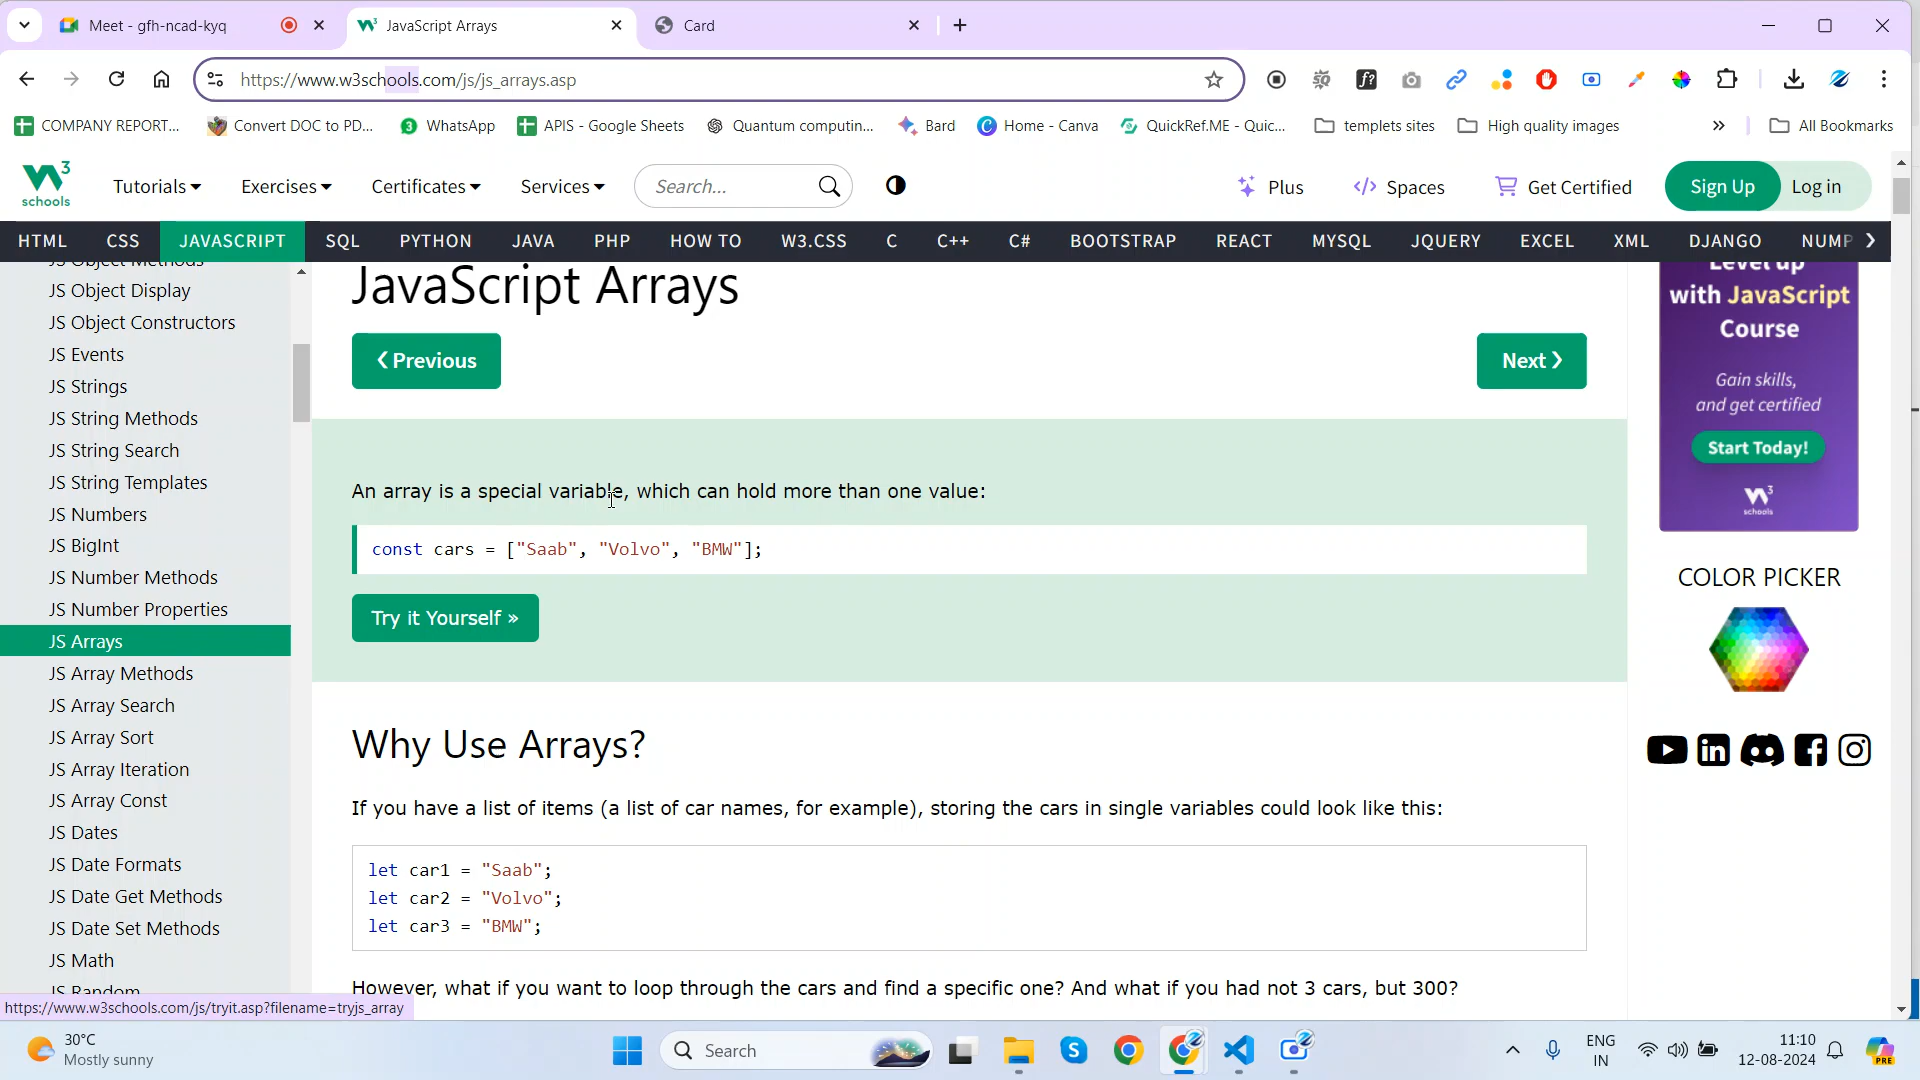 Meet - gfh-ncad-kyq
JavaScript Arrays
Card
https://www.w3schools.com/js/js_arrays.asp
COMPANY REPORT...
Convert DOC to PD...
WhatsApp
APIS - Google Sheets
Quantum computin...
Bard
Home - Canva
QuickRef.ME - Quic...
templets sites
High quality images
All Bookmarks
W3
schools
Tutorials
Exercises
Certificates
Services
Search...
Plus
Spaces
Get Certified
Sign Up
Log in
HTML
CSS
JAVASCRIPT
SQL
PYTHON
JAVA
PHP
HOW TO
W3.CSS
C
C++
C#
BOOTSTRAP
REACT
MYSQL
JQUERY
EXCEL
XML
DJANGO
NUMP
JS Object Methods
JS Object Display
JS Object Constructors
JS Events
JS Strings
JS String Methods
JS String Search
JS String Templates
JS Numbers
JS BigInt
JS Number Methods
JS Number Properties
JS Arrays
JS Array Methods
JS Array Search
JS Array Sort
JS Array Iteration
JS Array Const
JS Dates
JS Date Formats
JS Date Get Methods
JS Date Set Methods
JS Math
JS Random
JavaScript Arrays
❮ Previous
Next ❯
An array is a special variable, which can hold more than one value:
const cars = ["Saab", "Volvo", "BMW"];
Try it Yourself »
Why Use Arrays?
If you have a list of items (a list of car names, for example), storing the cars in single variables could look like this:
let car1 = "Saab";
let car2 = "Volvo";
let car3 = "BMW";
However, what if you want to loop through the cars and find a specific one? And what if you had not 3 cars, but 300?
Level up
with JavaScript
Course
Gain skills,
and get certified
Start Today!
W3
schools
COLOR PICKER
https://www.w3schools.com/js/tryit.asp?filename=tryjs_array
30°C
Mostly sunny
Search
ENG
IN
11:10
12-08-2024
PRE